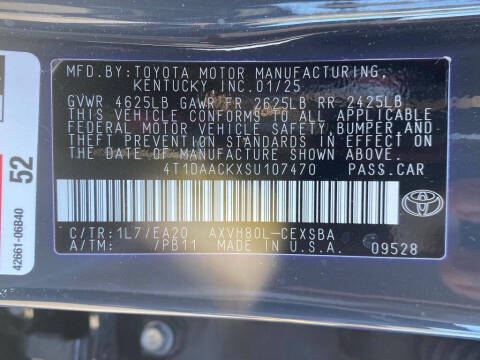 MFD.BY:TOYOTA MOTOR MANUFACTURING,
KENTUCKY, INC.01/25
GVWR 4625LB GAWR FR 2625LB RR 2425LB
THIS VEHICLE CONFORMS TO ALL APPLICABLE
FEDERAL MOTOR VEHICLE SAFETY,BUMPER,AND
THEFT PREVENTION STANDARDS IN EFFECT ON
THE DATE OF MANUFACTURE SHOWN ABOVE.
4T1DAACKXSU107470 PASS.CAR
C/TR:1L7/EA20 AXVH80L-CEXSBA
A/TM: /PB11 MADE IN U.S.A. 09528
52
42661-06B40